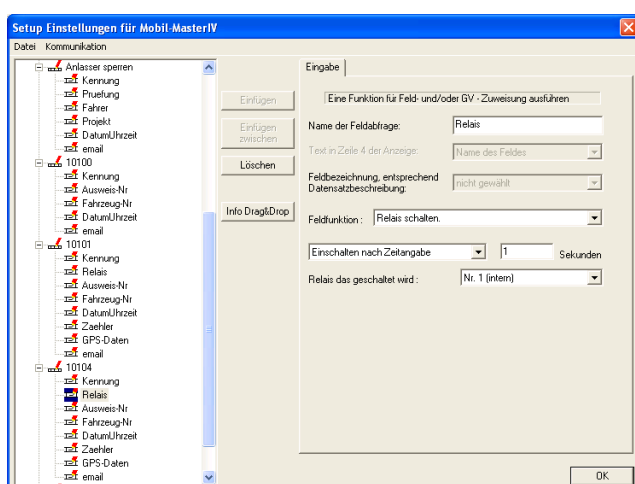 Setup Einstellungen für Mobil-MasterIV
Datei Kommunikation
Anlasser sperren
Kennung
Pruefung
Fahrer
Projekt
DatumUhrzeit
email
10100
Kennung
Ausweis-Nr
Fahrzeug-Nr
DatumUhrzeit
email
10101
Kennung
Relais
Ausweis-Nr
Fahrzeug-Nr
DatumUhrzeit
Zaehler
GPS-Daten
email
10104
Kennung
Relais
Ausweis-Nr
Fahrzeug-Nr
DatumUhrzeit
Zaehler
GPS-Daten
email
Einfügen
Einfügen
zwischen
Löschen
Info Drag&Drop
Eingabe
Eine Funktion für Feld- und/oder GV - Zuweisung ausführen
Name der Feldabfrage: Relais
Text in Zeile 4 der Anzeige: Name des Feldes
Feldbezeichnung, entsprechend
Datensatzbeschreibung: nicht gewählt
Feldfunktion : Relais schalten.
Einschalten nach Zeitangabe 1 Sekunden
Relais das geschaltet wird : Nr. 1 (intern)
OK